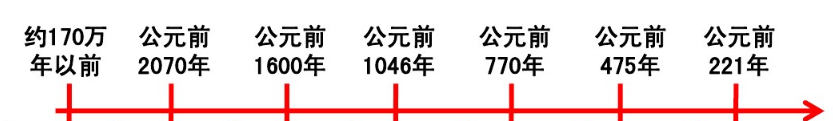 约170万
年以前
公元前
2070年
公元前
1600年
公元前
1046年
公元前
770年
公元前
475年
公元前
221年